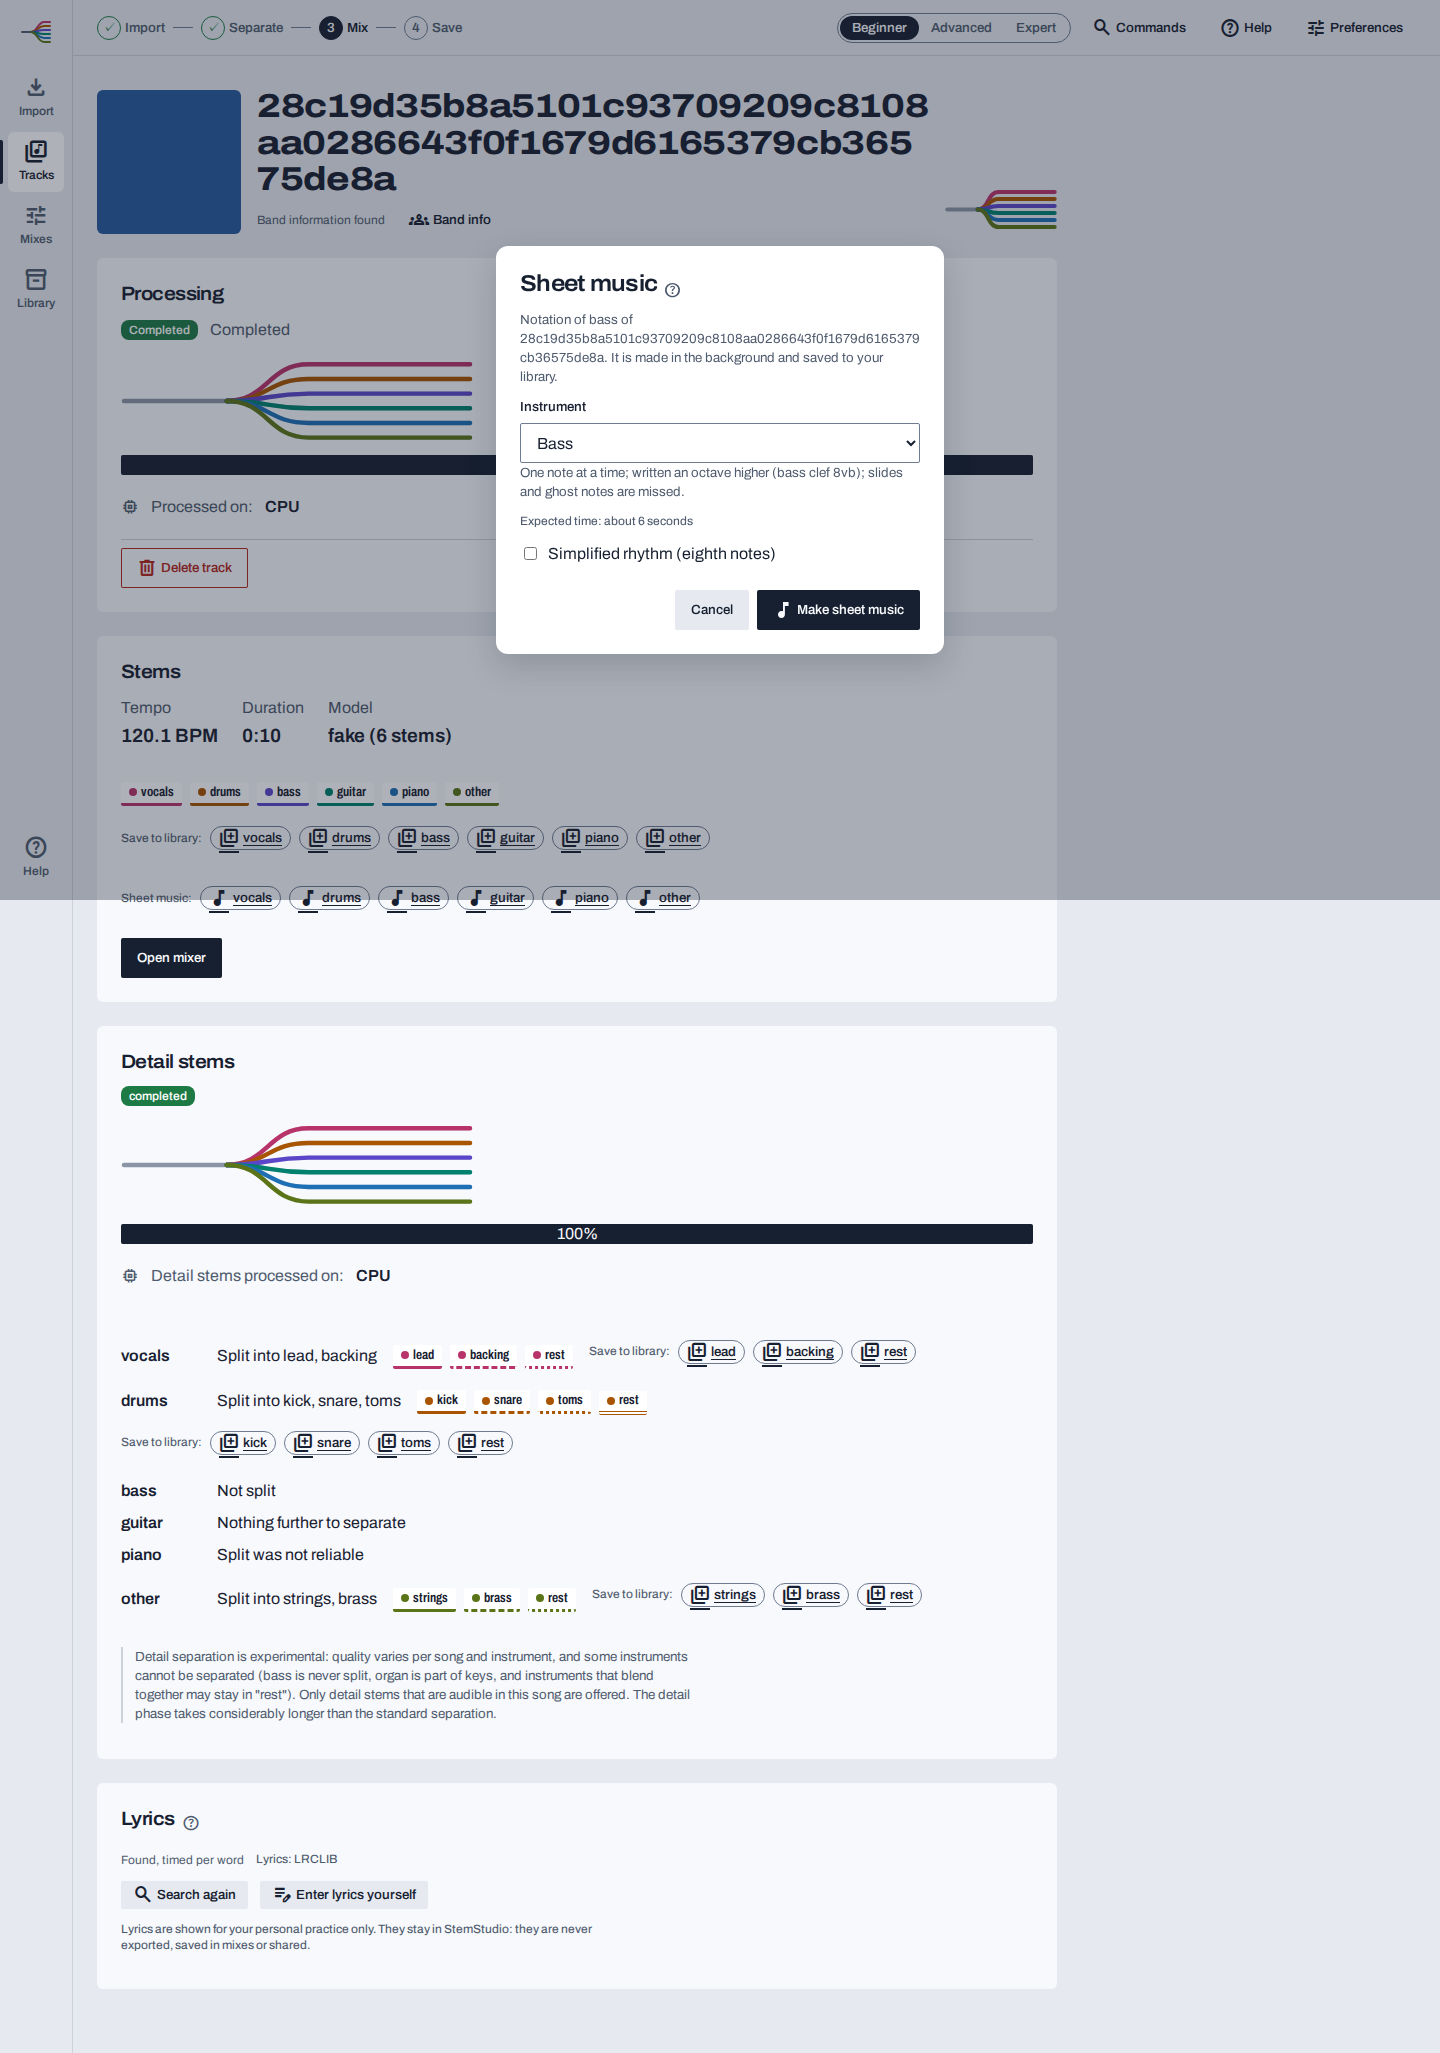 Import
Separate
3 Mix
4 Save
Beginner
Advanced
Expert
Commands
Help
Preferences
Import
Tracks
Mixes
Library
Help
28c19d35b8a5101c93709209c8108
aa0286643f0f1679d6165379cb365
75de8a
Band information found
Band info
Processing
Completed
Completed
Processed on: CPU
Delete track
Sheet music
Notation of bass of
28c19d35b8a5101c93709209c8108aa0286643f0f1679d6165379
cb36575de8a. It is made in the background and saved to your
library.
Instrument
Bass
One note at a time; written an octave higher (bass clef 8vb); slides
and ghost notes are missed.
Expected time: about 6 seconds
Simplified rhythm (eighth notes)
Cancel
Make sheet music
Stems
Tempo Duration Model
120.1 BPM 0:10 fake (6 stems)
vocals drums bass guitar piano other
Save to library: vocals drums bass guitar piano other
Sheet music: vocals drums bass guitar piano other
Open mixer
Detail stems
completed
100%
Detail stems processed on: CPU
vocals Split into lead, backing lead backing rest Save to library: lead backing rest
drums Split into kick, snare, toms kick snare toms rest
Save to library: kick snare toms rest
bass Not split
guitar Nothing further to separate
piano Split was not reliable
other Split into strings, brass strings brass rest Save to library: strings brass rest
Detail separation is experimental: quality varies per song and instrument, and some instruments
cannot be separated (bass is never split, organ is part of keys, and instruments that blend
together may stay in "rest"). Only detail stems that are audible in this song are offered. The detail
phase takes considerably longer than the standard separation.
Lyrics
Found, timed per word Lyrics: LRCLIB
Search again
Enter lyrics yourself
Lyrics are shown for your personal practice only. They stay in StemStudio: they are never
exported, saved in mixes or shared.